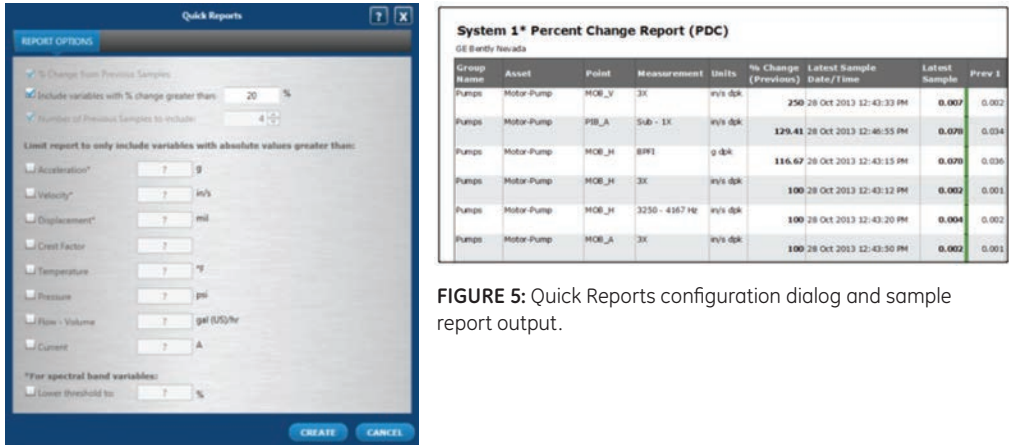 Quick Reports
? X
REPORT OPTIONS
% Change from Previous Samples
Include variables with % change greater than: 20 %
Number of Previous Samples to include: 4
Limit report to only include variables with absolute values greater than:
Acceleration* ? g
Velocity* ? in/s
Displacement* ? mil
Crest Factor ?
Temperature ? °F
Pressure ? psi
Flow - Volume ? gal (US)/hr
Current ? A
*For spectral band variables:
Lower threshold to: ? %
CREATE CANCEL
System 1* Percent Change Report (PDC)
GE Bently Nevada
Group Name Asset Point Measurement Units % Change (Previous) Latest Sample Date/Time Latest Sample Prev 1
Pumps Motor-Pump MOB_V 3X in/s dpk 250 28 Oct 2013 12:43:33 PM 0.007 0.002
Pumps Motor-Pump PIB_A Sub - 1X in/s dpk 129.41 28 Oct 2013 12:46:55 PM 0.078 0.034
Pumps Motor-Pump MOB_H BPFI g dpk 116.67 28 Oct 2013 12:43:15 PM 0.078 0.036
Pumps Motor-Pump MOB_H 3X in/s dpk 100 28 Oct 2013 12:43:12 PM 0.002 0.001
Pumps Motor-Pump MOB_H 3250 - 4167 Hz in/s dpk 100 28 Oct 2013 12:43:20 PM 0.004 0.002
Pumps Motor-Pump MOB_A 3X in/s dpk 100 28 Oct 2013 12:43:50 PM 0.002 0.001
FIGURE 5: Quick Reports configuration dialog and sample
report output.